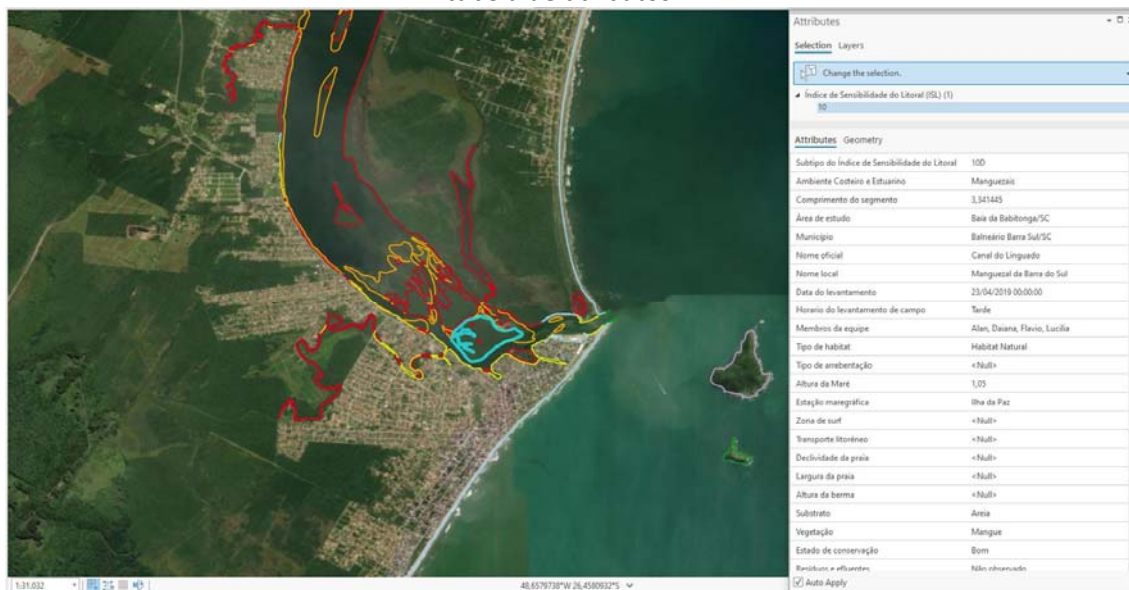 Attributes
Selection Layers
Change the selection.
Índice de Sensibilidade do Litoral (ISL) (1)
10
Attributes Geometry
Subtipo do Índice de Sensibilidade do Litoral 10D
Ambiente Costeiro e Estuarino Manguezais
Comprimento do segmento 3,341445
Área de estudo Baía da Babitonga/SC
Município Balneário Barra Sul/SC
Nome oficial Canal do Linguado
Nome local Manguezal da Barra do Sul
Data do levantamento 23/04/2019 00:00:00
Horario do levantamento de campo Tarde
Membros da equipe Alan, Daiana, Flavio, Lucilia
Tipo de habitat Habitat Natural
Tipo de arrebentação <Null>
Altura da Maré 1,05
Estação maregráfica Ilha da Paz
Zona de surf <Null>
Transporte litorâneo <Null>
Declividade da praia <Null>
Largura da praia <Null>
Altura da berma <Null>
Substrato Areia
Vegetação Mangue
Estado de conservação Bom
Resíduos e efluentes Não observado
Auto Apply
1:31,032
48,6579738°W 26,4580932°S